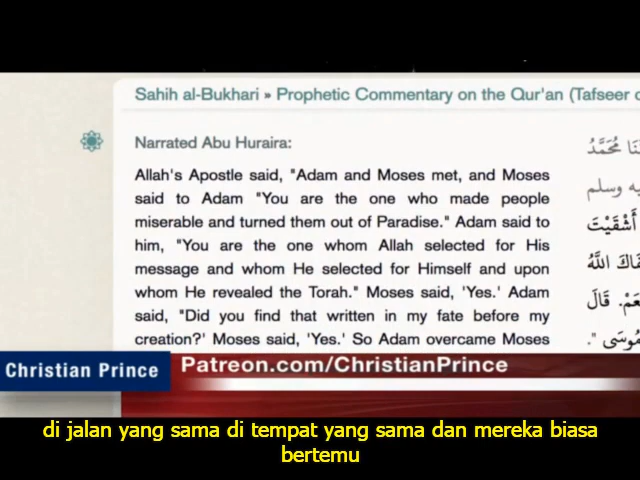 Sahih al-Bukhari » Prophetic Commentary on the Qur'an (Tafseer
Narrated Abu Huraira:
Allah's Apostle said, "Adam and Moses met, and Moses
said to Adam "You are the one who made people
miserable and turned them out of Paradise." Adam said to
him, "You are the one whom Allah selected for His
message and whom He selected for Himself and upon
whom He revealed the Torah." Moses said, 'Yes.' Adam
said, "Did you find that written in my fate before my
creation?' Moses said, 'Yes.' So Adam overcame Moses
مُحَمَّدُ
وسلم
أَشْقَيْتَ
اللَّهُ
قَالَ
Christian Prince
Patreon.com/ChristianPrince
di jalan yang sama di tempat yang sama dan mereka biasa
bertemu